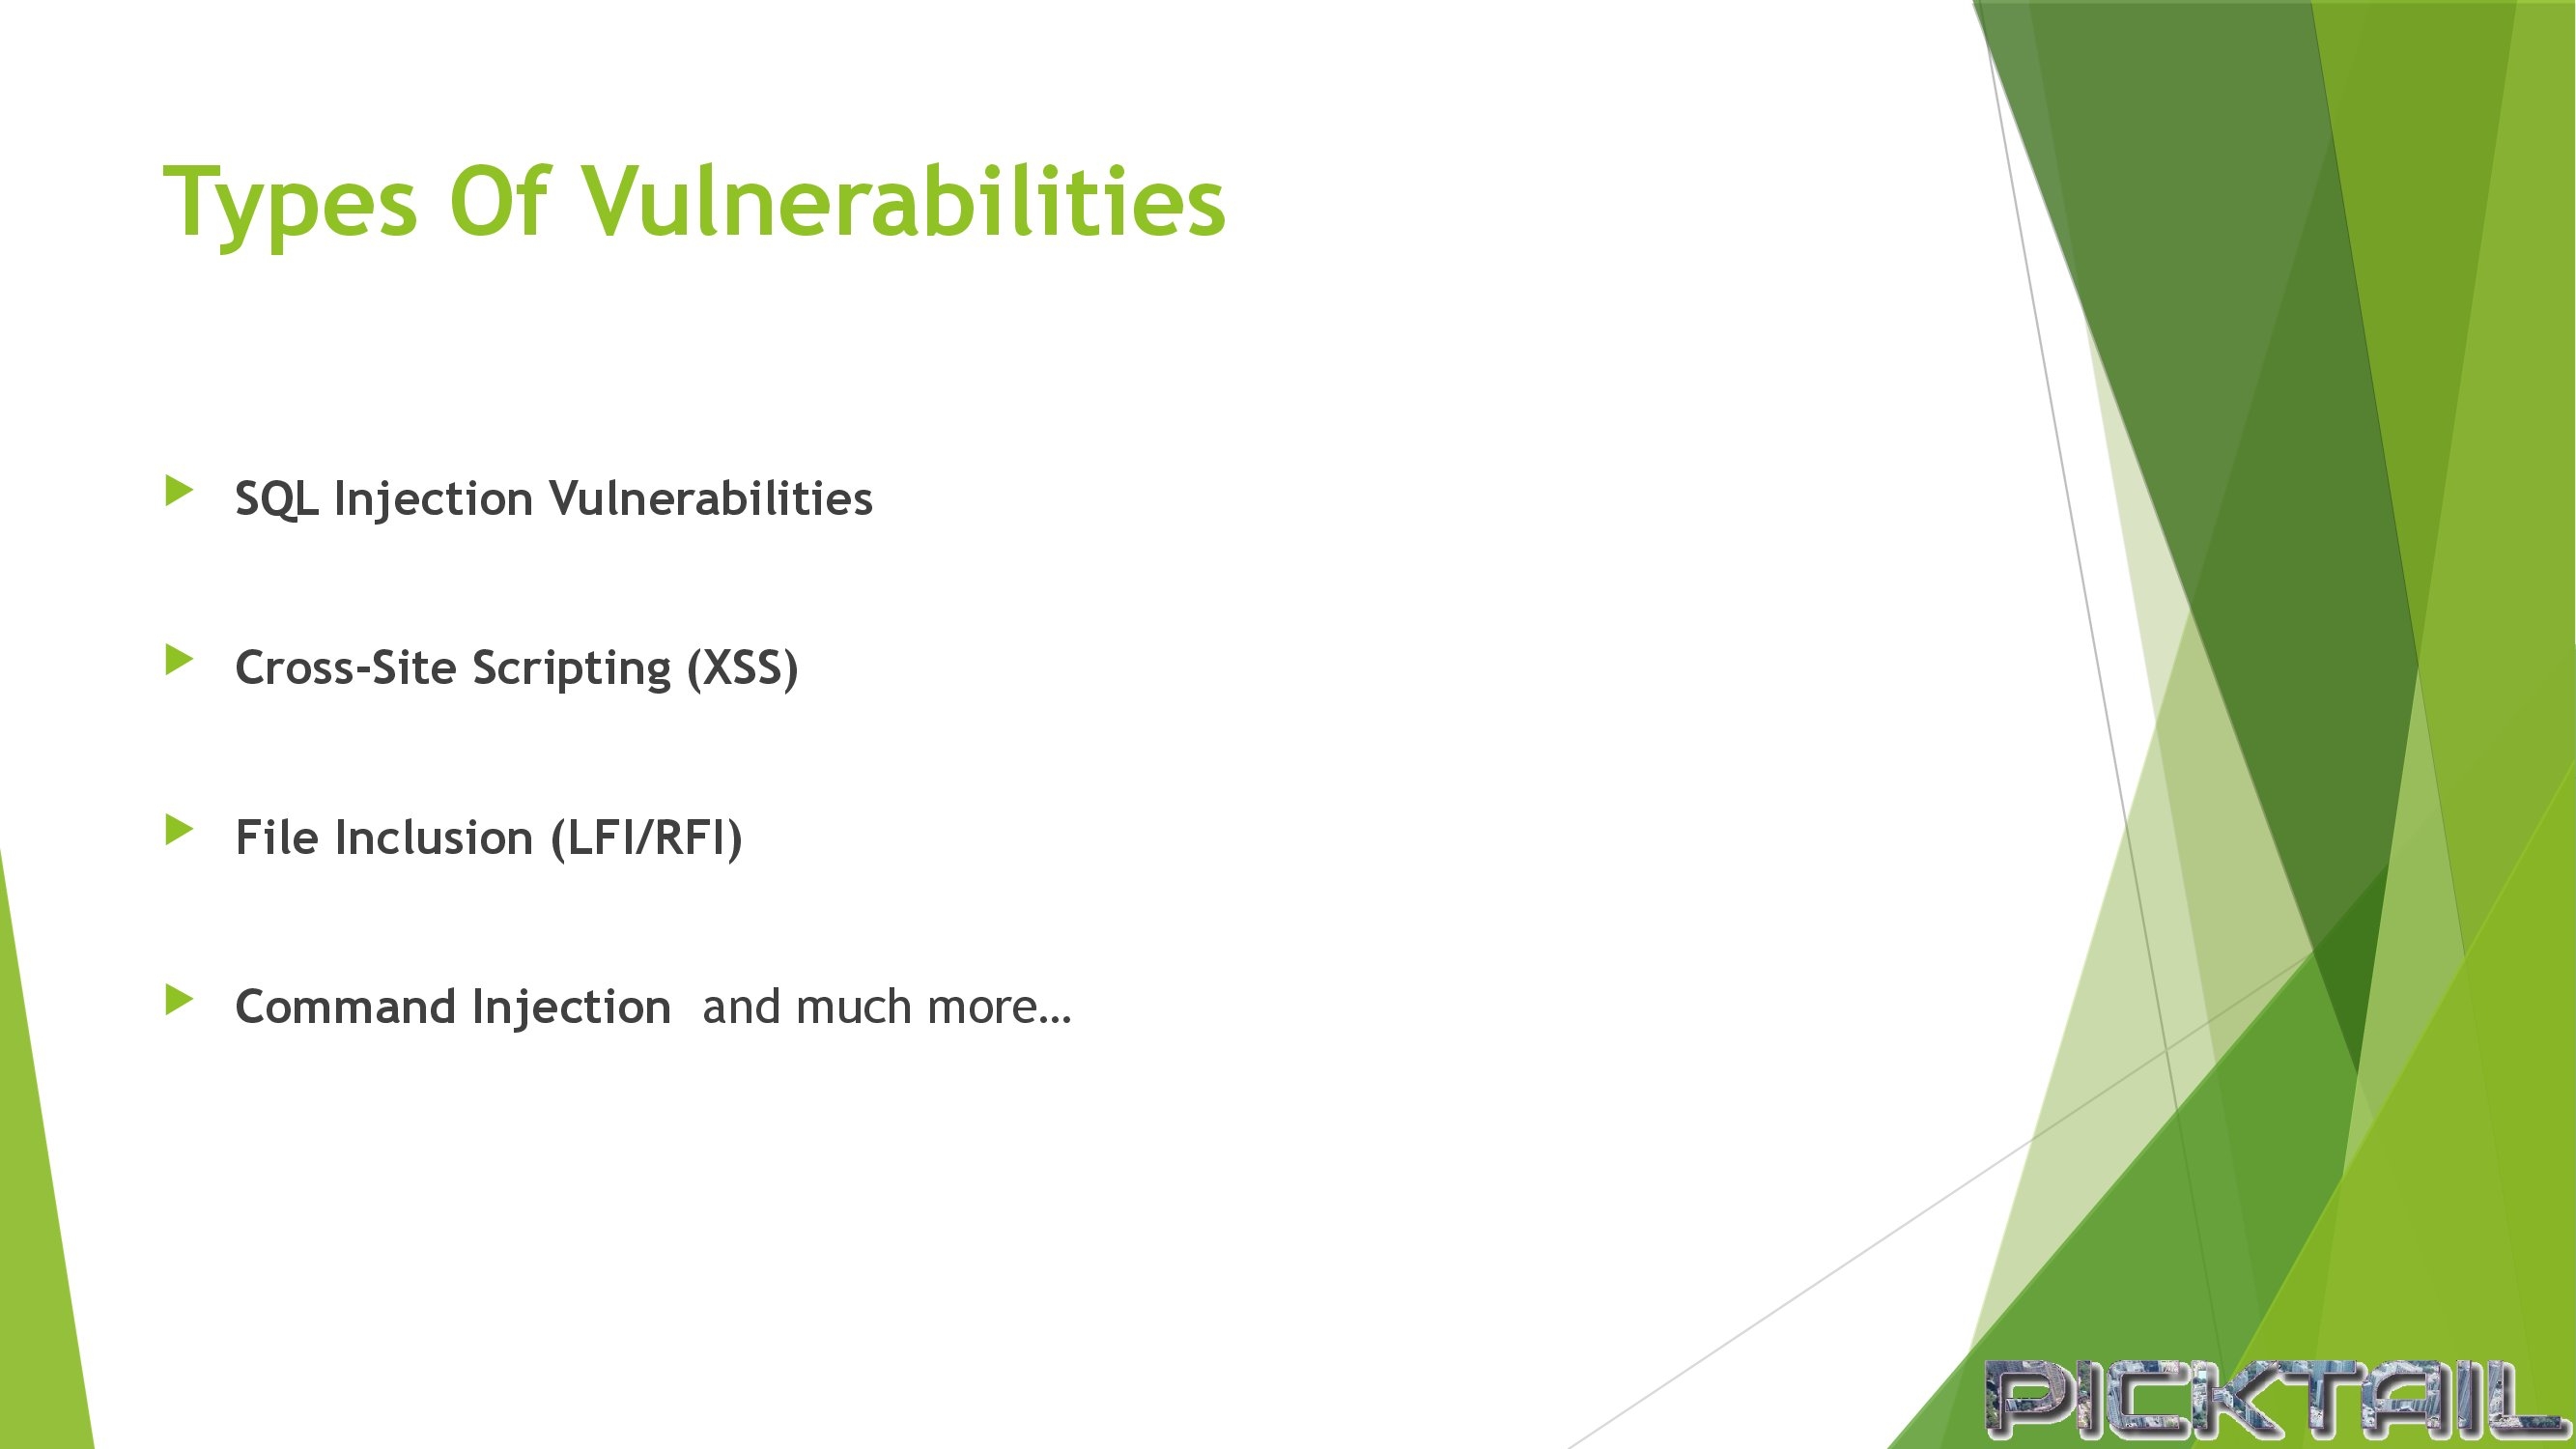 Types Of Vulnerabilities
SQL Injection Vulnerabilities
Cross-Site Scripting (XSS)
File Inclusion (LFI/RFI)
Command Injection  and much more…
PICKTAIL